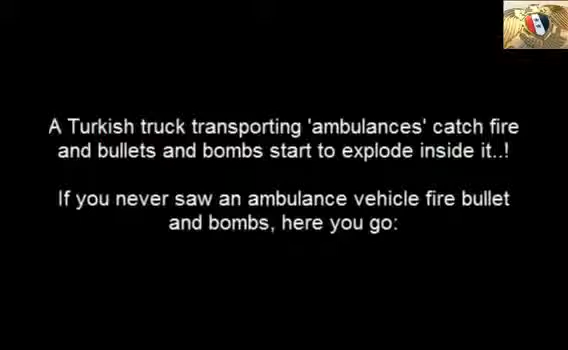 A Turkish truck transporting 'ambulances' catch fire
and bullets and bombs start to explode inside it..!
If you never saw an ambulance vehicle fire bullet
and bombs, here you go: